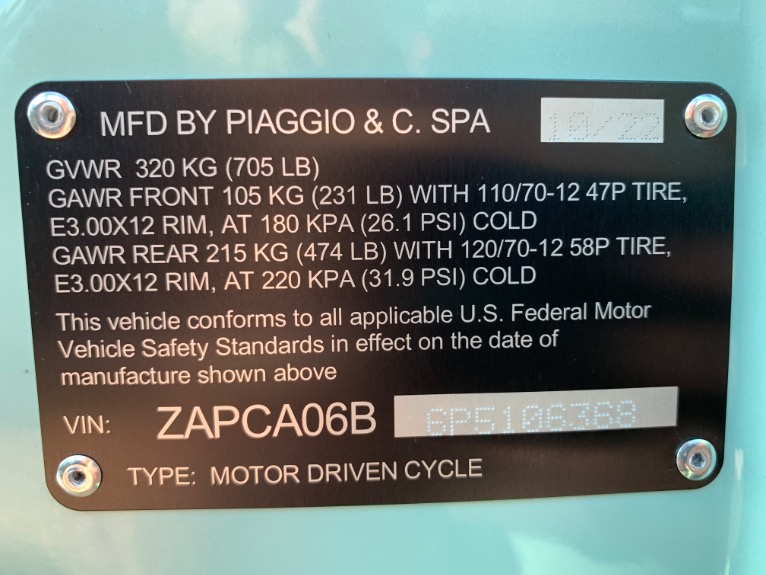 MFD BY PIAGGIO & C. SPA 10/22
GVWR 320 KG (705 LB)
GAWR FRONT 105 KG (231 LB) WITH 110/70-12 47P TIRE,
E3.00X12 RIM, AT 180 KPA (26.1 PSI) COLD
GAWR REAR 215 KG (474 LB) WITH 120/70-12 58P TIRE,
E3.00X12 RIM, AT 220 KPA (31.9 PSI) COLD
This vehicle conforms to all applicable U.S. Federal Motor
Vehicle Safety Standards in effect on the date of
manufacture shown above
VIN: ZAPCA06B 6P5106368
TYPE: MOTOR DRIVEN CYCLE